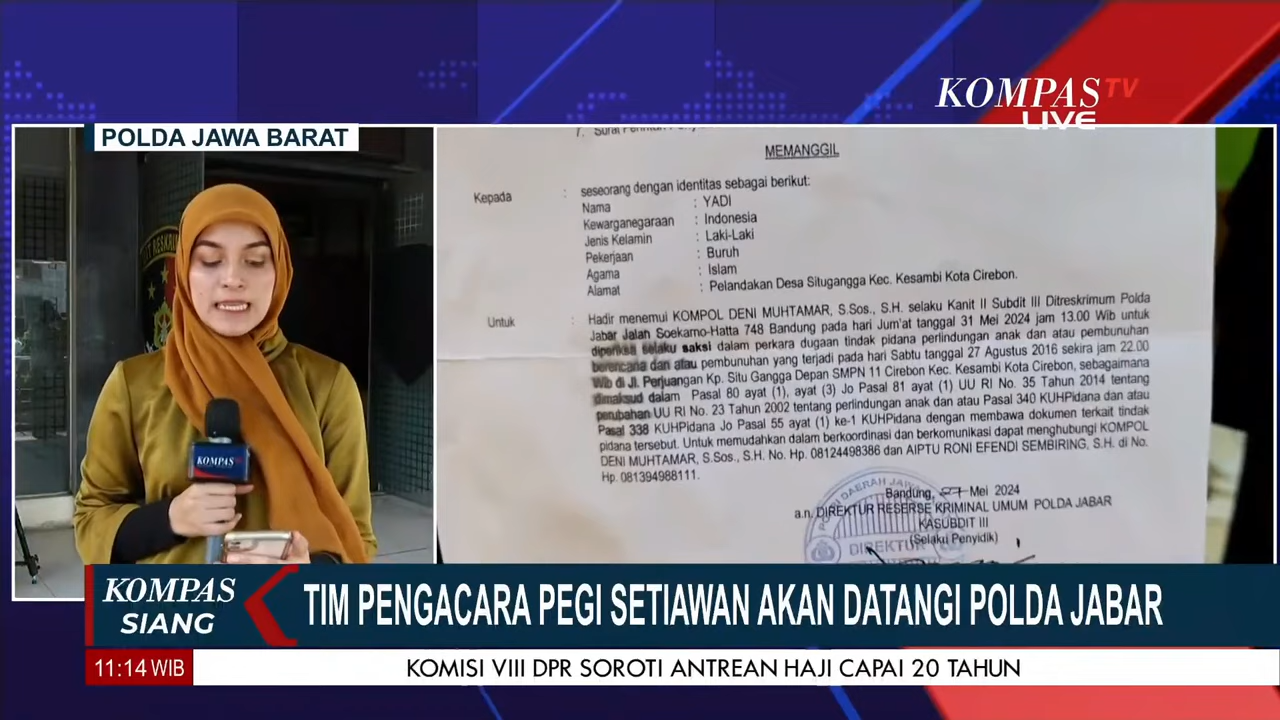 KOMPAS TV
LIVE
POLDA JAWA BARAT
KOMPAS TV
7. Surat Perintah
MEMANGGIL
Kepada : seseorang dengan identitas sebagai berikut:
Nama : YADI
Kewarganegaraan : Indonesia
Jenis Kelamin : Laki-Laki
Pekerjaan : Buruh
Agama : Islam
Alamat : Pelandakan Desa Situgangga Kec. Kesambi Kota Cirebon.
Untuk : Hadir menemui KOMPOL DENI MUHTAMAR, S.Sos., S.H. selaku Kanit II Subdit III Ditreskrimum Polda
Jabar Jalan Soekarno-Hatta 748 Bandung pada hari Jum'at tanggal 31 Mei 2024 jam 13.00 Wib untuk
diperiksa selaku saksi dalam perkara dugaan tindak pidana perlindungan anak dan atau pembunuhan
berencana dan atau pembunuhan yang terjadi pada hari Sabtu tanggal 27 Agustus 2016 sekira jam 22.00
Wib di Jl. Perjuangan Kp. Situ Gangga Depan SMPN 11 Cirebon Kec. Kesambi Kota Cirebon, sebagaimana
dimaksud dalam Pasal 80 ayat (1), ayat (3) Jo Pasal 81 ayat (1) UU RI No. 35 Tahun 2014 tentang
perubahan UU RI No. 23 Tahun 2002 tentang perlindungan anak dan atau Pasal 340 KUHPidana dan atau
Pasal 338 KUHPidana Jo Pasal 55 ayat (1) ke-1 KUHPidana dengan membawa dokumen terkait tindak
pidana tersebut. Untuk memudahkan dalam berkoordinasi dan berkomunikasi dapat menghubungi KOMPOL
DENI MUHTAMAR, S.Sos., S.H. No. Hp. 08124498386 dan AIPTU RONI EFENDI SEMBIRING, S.H. di No.
Hp. 081394988111.
Bandung, 27 Mei 2024
a.n. DIREKTUR RESERSE KRIMINAL UMUM POLDA JABAR
KASUBDIT III
(Selaku Penyidik)
DAERAH JAWA
DIREKTUR
KOMPAS
SIANG
TIM PENGACARA PEGI SETIAWAN AKAN DATANGI POLDA JABAR
11:14 WIB
KOMISI VIII DPR SOROTI ANTREAN HAJI CAPAI 20 TAHUN